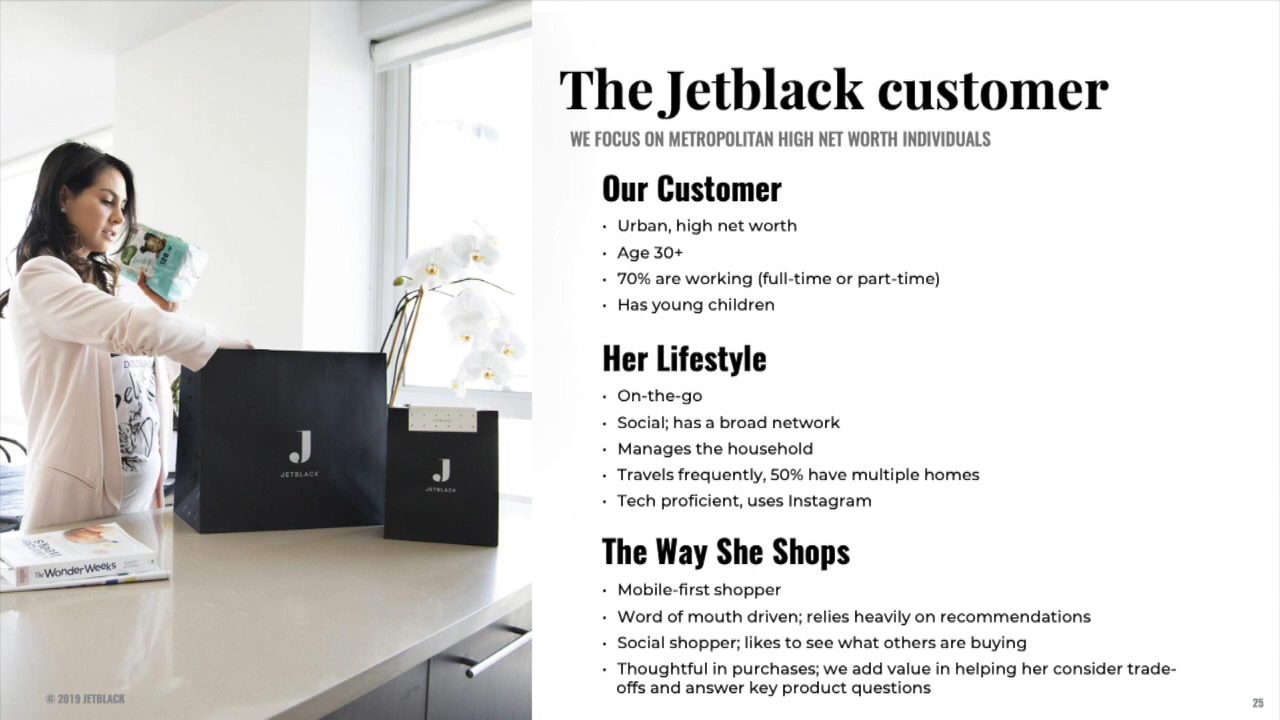 The Jetblack customer
WE FOCUS ON METROPOLITAN HIGH NET WORTH INDIVIDUALS
Our Customer
• Urban, high net worth
• Age 30+
• 70% are working (full-time or part-time)
• Has young children
Her Lifestyle
• On-the-go
• Social; has a broad network
• Manages the household
• Travels frequently, 50% have multiple homes
• Tech proficient, uses Instagram
The Way She Shops
• Mobile-first shopper
• Word of mouth driven; relies heavily on recommendations
• Social shopper; likes to see what others are buying
• Thoughtful in purchases; we add value in helping her consider trade-
offs and answer key product questions
J
JETBLACK
J
JETBLACK
The Wonder Weeks
© 2019 JETBLACK
25